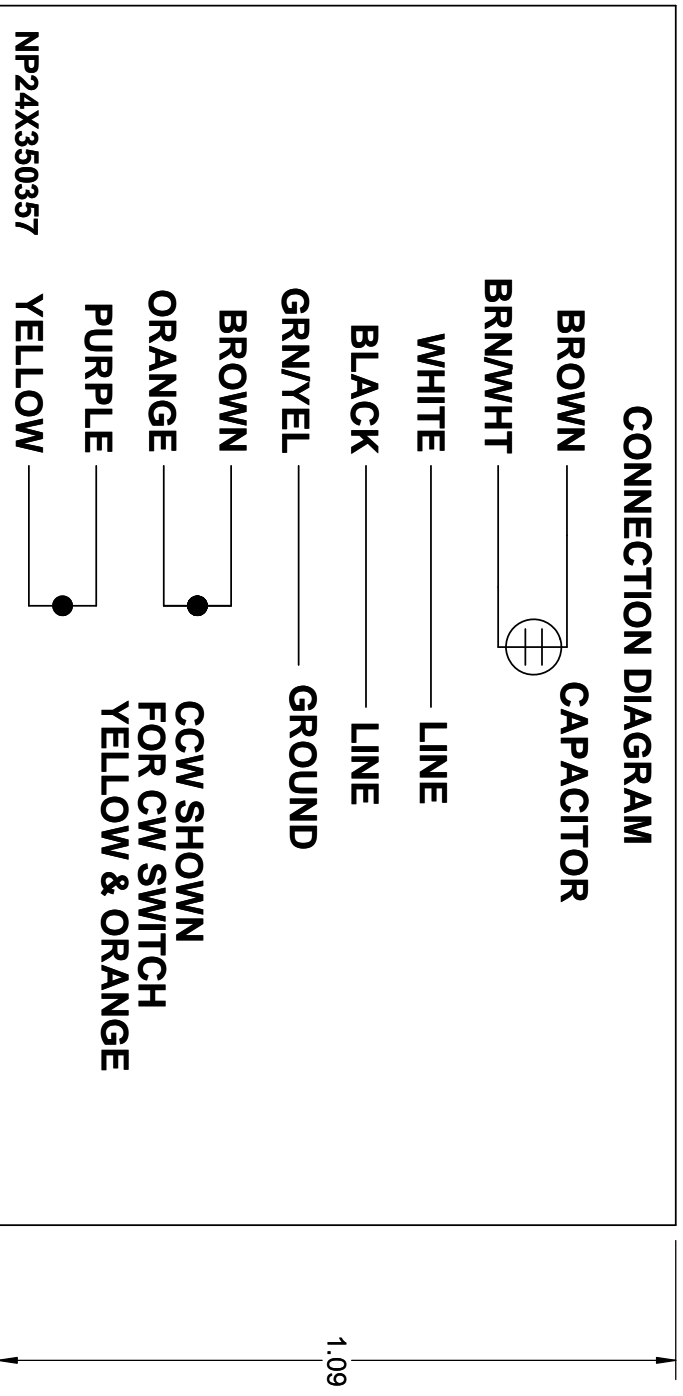 CONNECTION DIAGRAM
BROWN
CAPACITOR
BRN/WHT
WHITE LINE
BLACK LINE
GRN/YEL GROUND
BROWN
ORANGE
PURPLE
YELLOW
CCW SHOWN
FOR CW SWITCH
YELLOW & ORANGE
NP24X350357
1.09